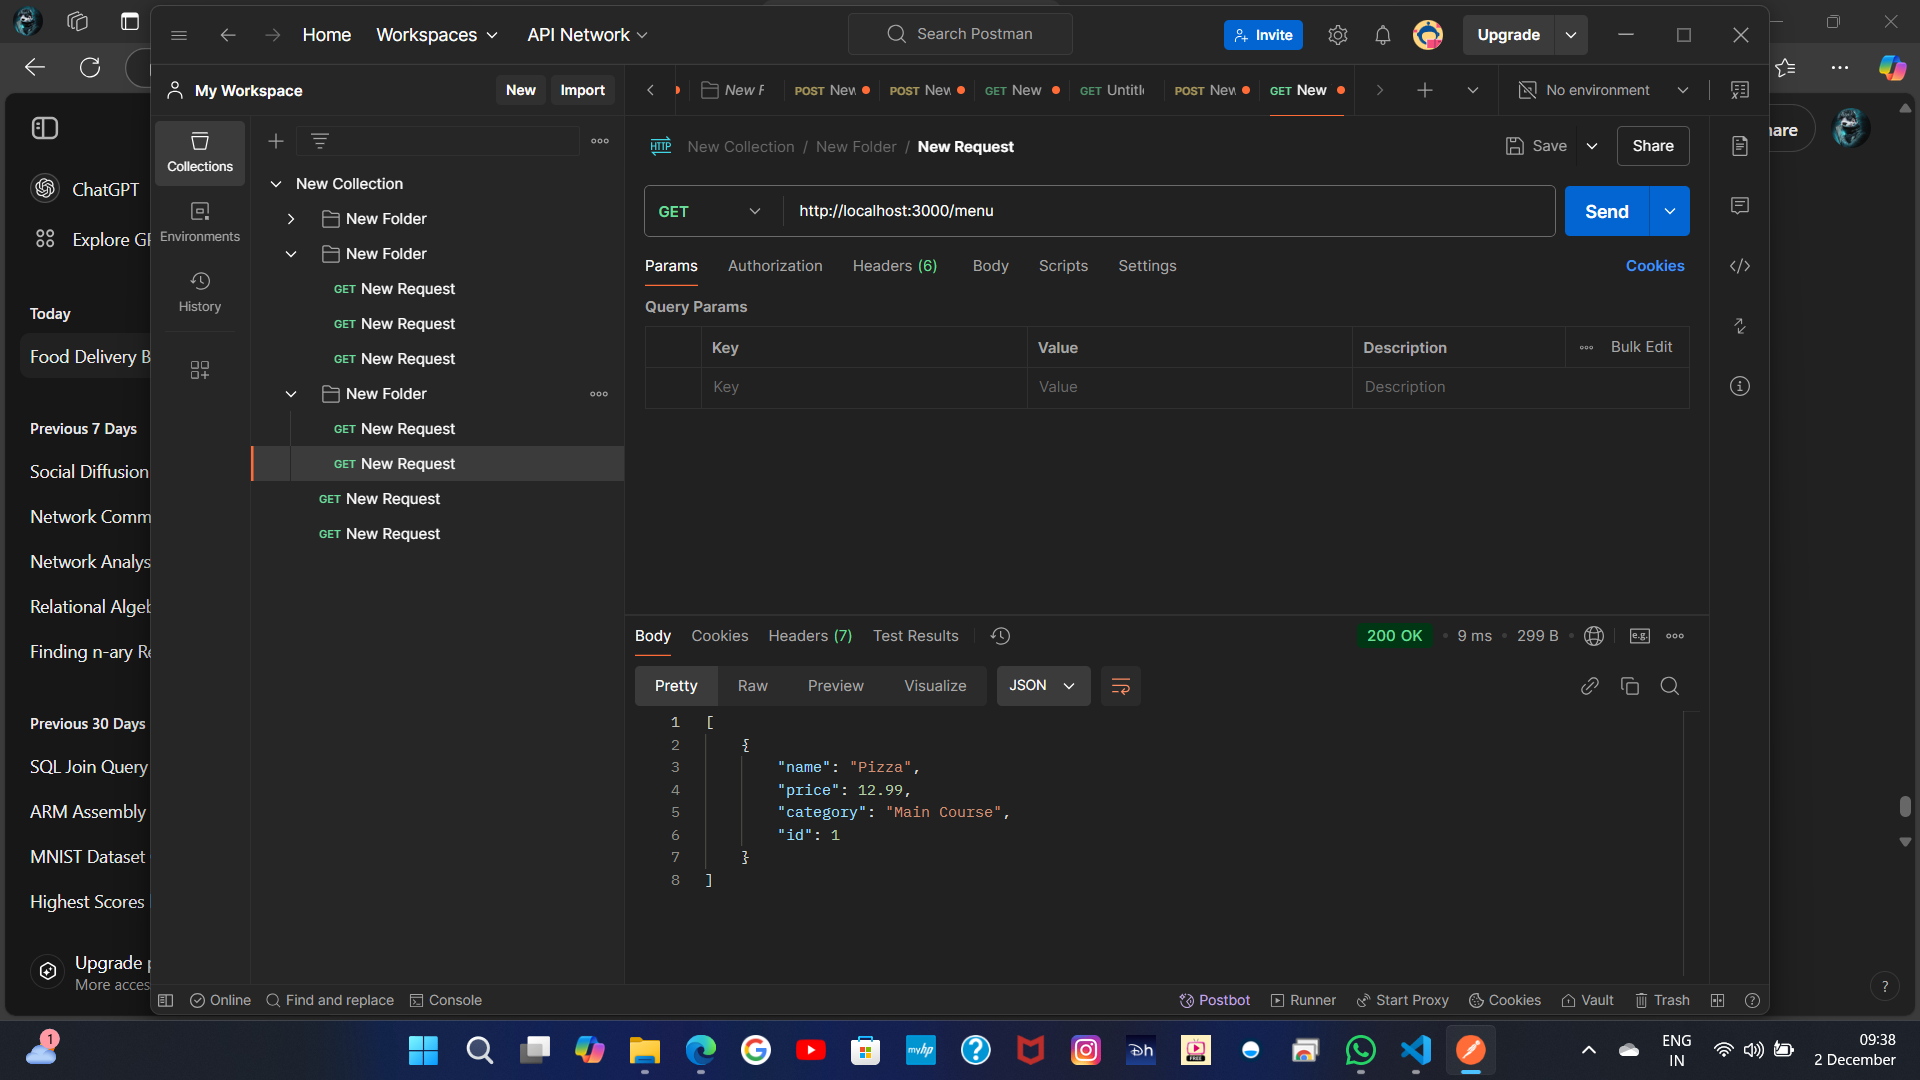 Home
Workspaces
API Network
Search Postman
Invite
Upgrade
My Workspace
New
Import
New F
POST New
POST New
GET New
GET Untitl
POST New
GET New
No environment
ChatGPT
Explore GP
Today
Food Delivery B
Previous 7 Days
Social Diffusion
Network Comm
Network Analys
Relational Algeb
Finding n-ary Re
Previous 30 Days
SQL Join Query
ARM Assembly
MNIST Dataset
Highest Scores
Upgrade p
More acces
Collections
Environments
History
New Collection
New Folder
New Folder
GET New Request
GET New Request
GET New Request
New Folder
GET New Request
GET New Request
GET New Request
GET New Request
HTTP New Collection / New Folder / New Request
Save
Share
hare
GET
http://localhost:3000/menu
Send
Params
Authorization
Headers (6)
Body
Scripts
Settings
Cookies
Query Params
Key
Value
Description
Bulk Edit
Key
Value
Description
Body
Cookies
Headers (7)
Test Results
200 OK
9 ms
299 B
e.g.
Pretty
Raw
Preview
Visualize
JSON
1 [
2 {
3 "name": "Pizza",
4 "price": 12.99,
5 "category": "Main Course",
6 "id": 1
7 }
8 ]
Online
Find and replace
Console
Postbot
Runner
Start Proxy
Cookies
Vault
Trash
?
?
1
myhp
?
Dh
FREE
ENG
IN
09:38
2 December